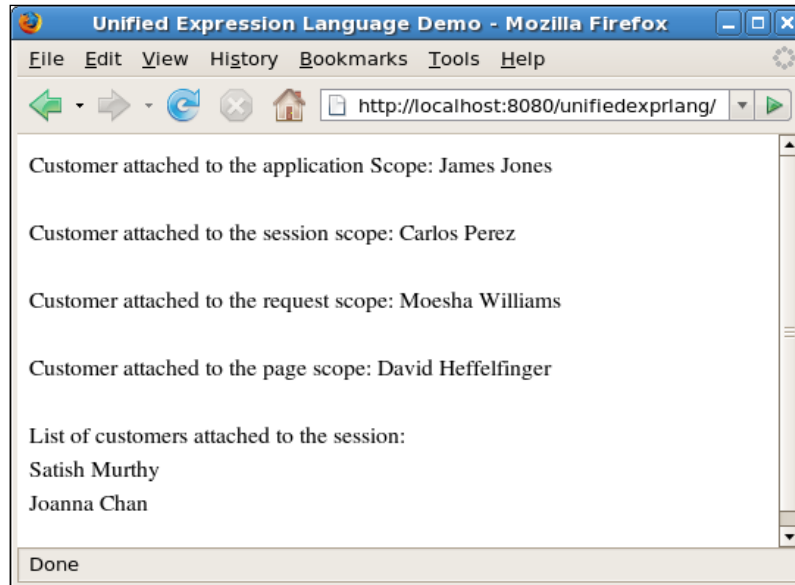 Unified Expression Language Demo - Mozilla Firefox
File Edit View History Bookmarks Tools Help
http://localhost:8080/unifiedexprlang/
Customer attached to the application Scope: James Jones
Customer attached to the session scope: Carlos Perez
Customer attached to the request scope: Moesha Williams
Customer attached to the page scope: David Heffelfinger
List of customers attached to the session:
Satish Murthy
Joanna Chan
Done